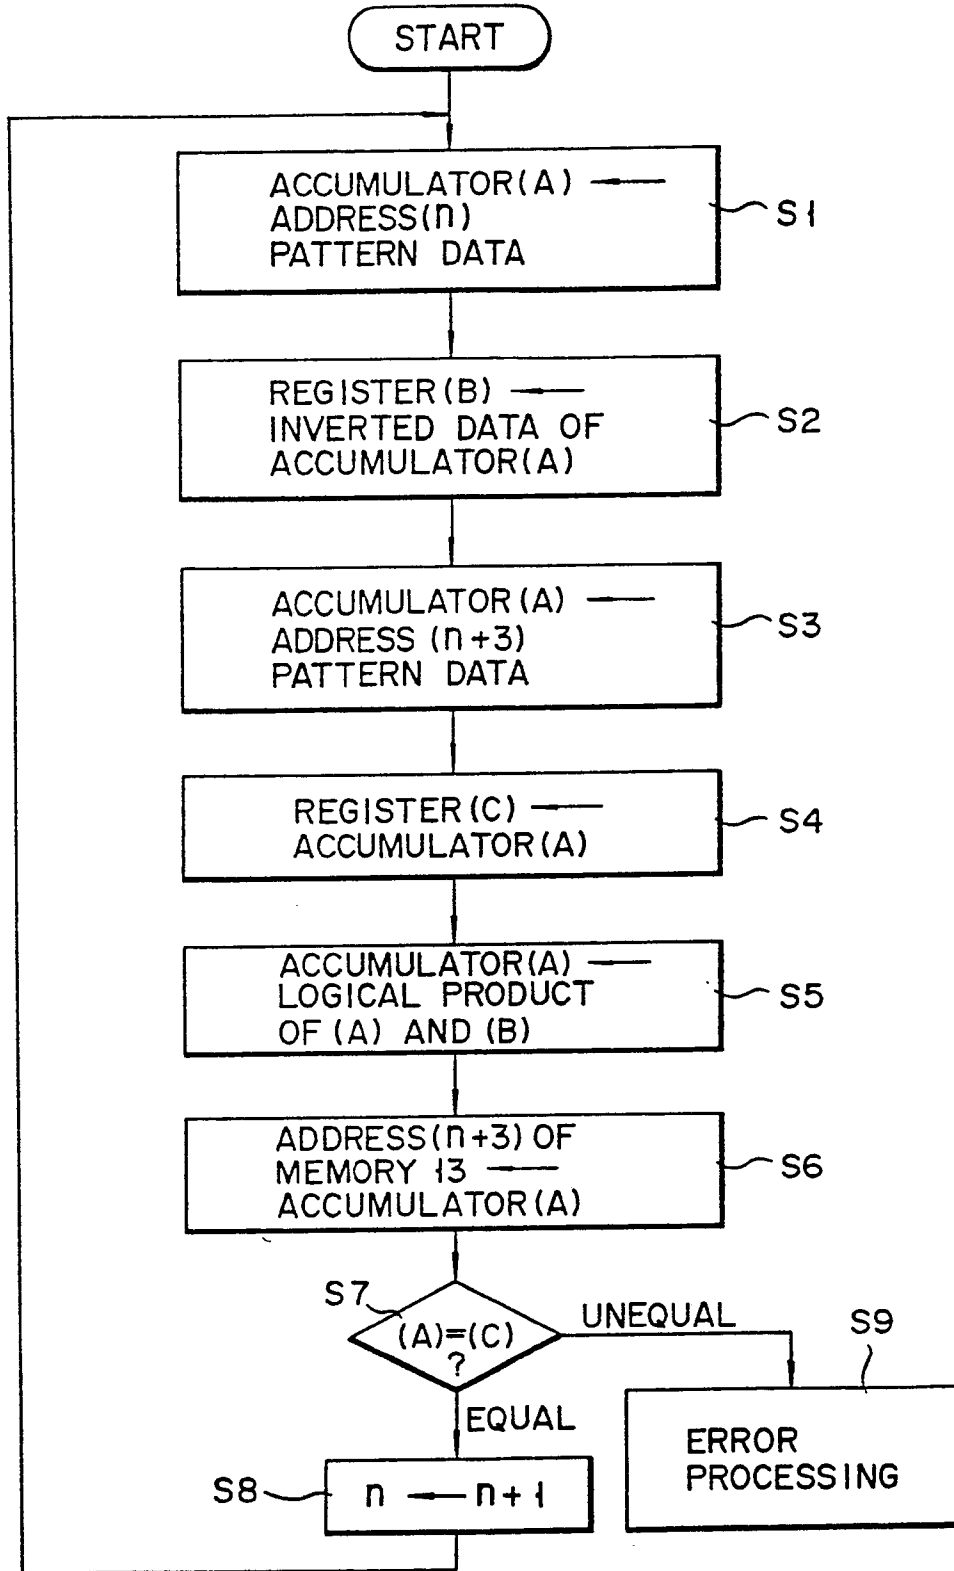 START
ACCUMULATOR(A) ←
ADDRESS(n)
PATTERN DATA
S1
REGISTER(B) ←
INVERTED DATA OF
ACCUMULATOR(A)
S2
ACCUMULATOR(A) ←
ADDRESS (n+3)
PATTERN DATA
S3
REGISTER(C) ←
ACCUMULATOR(A)
S4
ACCUMULATOR(A) ←
LOGICAL PRODUCT
OF (A) AND (B)
S5
ADDRESS(n+3) OF
MEMORY 13 ←
ACCUMULATOR(A)
S6
S7
(A)=(C)
?
UNEQUAL
S9
EQUAL
ERROR
PROCESSING
S8
n ← n+1